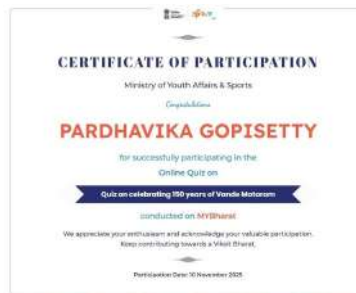 CERTIFICATE OF PARTICIPATION
Ministry of Youth Affairs & Sports
Congratulations
PARDHAVIKA GOPISETTY
for successfully participating in the
Online Quiz on
Quiz on celebrating 150 years of Vande Mataram
conducted on MYBharat
We appreciate your enthusiasm and acknowledge your valuable participation.
Keep contributing towards a Viksit Bharat.
Participation Date: 10 November 2025